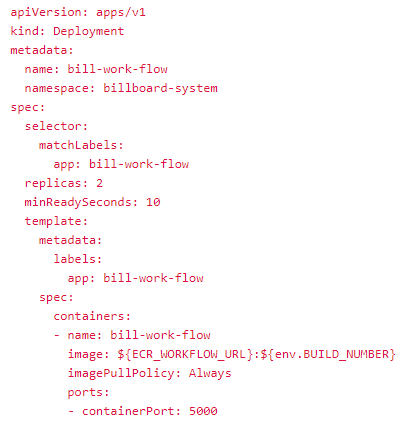 apiVersion: apps/v1
kind: Deployment
metadata:
  name: bill-work-flow
  namespace: billboard-system
spec:
  selector:
    matchLabels:
      app: bill-work-flow
  replicas: 2
  minReadySeconds: 10
  template:
    metadata:
      labels:
        app: bill-work-flow
    spec:
      containers:
      - name: bill-work-flow
        image: ${ECR_WORKFLOW_URL}:${env.BUILD_NUMBER}
        imagePullPolicy: Always
        ports:
        - containerPort: 5000